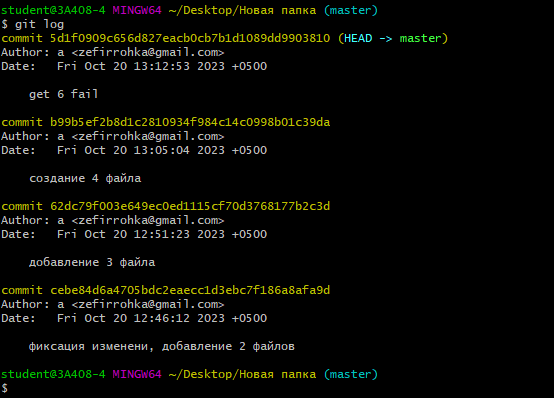 student@3A408-4 MINGW64 ~/Desktop/Новая папка (master)
$ git log
commit 5d1f0909c656d827eacb0cb7b1d1089dd9903810 (HEAD -> master)
Author: a <zefirrohka@gmail.com>
Date:   Fri Oct 20 13:12:53 2023 +0500
    get 6 fail
commit b99b5ef2b8d1c2810934f984c14c0998b01c39da
Author: a <zefirrohka@gmail.com>
Date:   Fri Oct 20 13:05:04 2023 +0500
    создание 4 файла
commit 62dc79f003e649ec0ed1115cf70d3768177b2c3d
Author: a <zefirrohka@gmail.com>
Date:   Fri Oct 20 12:51:23 2023 +0500
    добавление 3 файла
commit cebe84d6a4705bdc2eaecc1d3ebc7f186a8afa9d
Author: a <zefirrohka@gmail.com>
Date:   Fri Oct 20 12:46:12 2023 +0500
    фиксация изменени, добавление 2 файлов
student@3A408-4 MINGW64 ~/Desktop/Новая папка (master)
$